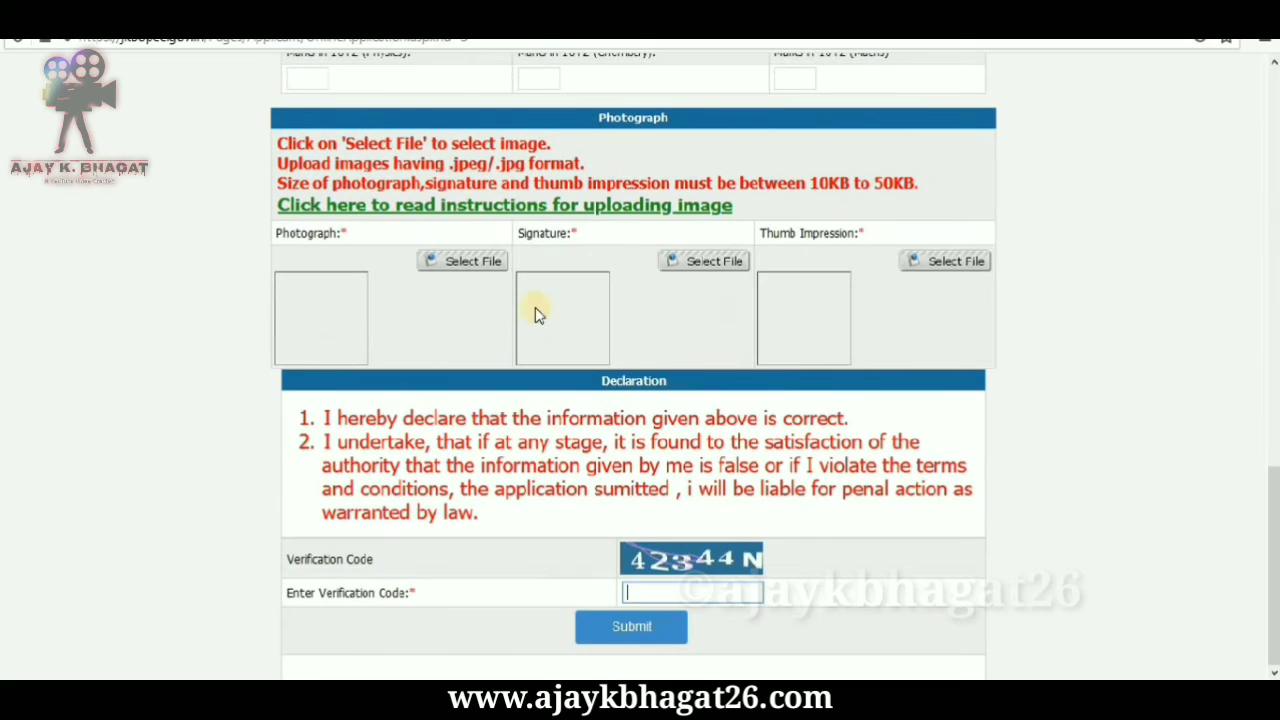 AJAY K. BHAGAT
Photograph
Click on 'Select File' to select image.
Upload images having .jpeg/.jpg format.
Size of photograph,signature and thumb impression must be between 10KB to 50KB.
Click here to read instructions for uploading image
Photograph:* Signature:* Thumb Impression:*
Select File Select File Select File
Declaration
1. I hereby declare that the information given above is correct.
2. I undertake, that if at any stage, it is found to the satisfaction of the
authority that the information given by me is false or if I violate the terms
and conditions, the application sumitted , i will be liable for penal action as
warranted by law.
Verification Code 42344N
Enter Verification Code:*
©ajaykbhagat26
Submit
www.ajaykbhagat26.com